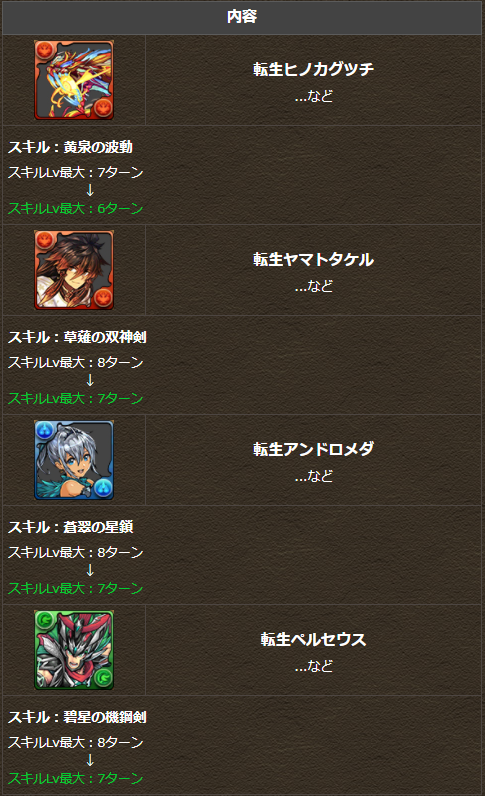 内容
転生ヒノカグツチ
...など
スキル：黄泉の波動
スキルLv最大：7ターン
↓
スキルLv最大：6ターン
転生ヤマトタケル
...など
スキル：草薙の双神剣
スキルLv最大：8ターン
↓
スキルLv最大：7ターン
転生アンドロメダ
...など
スキル：蒼翠の星鎖
スキルLv最大：8ターン
↓
スキルLv最大：7ターン
転生ペルセウス
...など
スキル：碧星の機鋼剣
スキルLv最大：8ターン
↓
スキルLv最大：7ターン